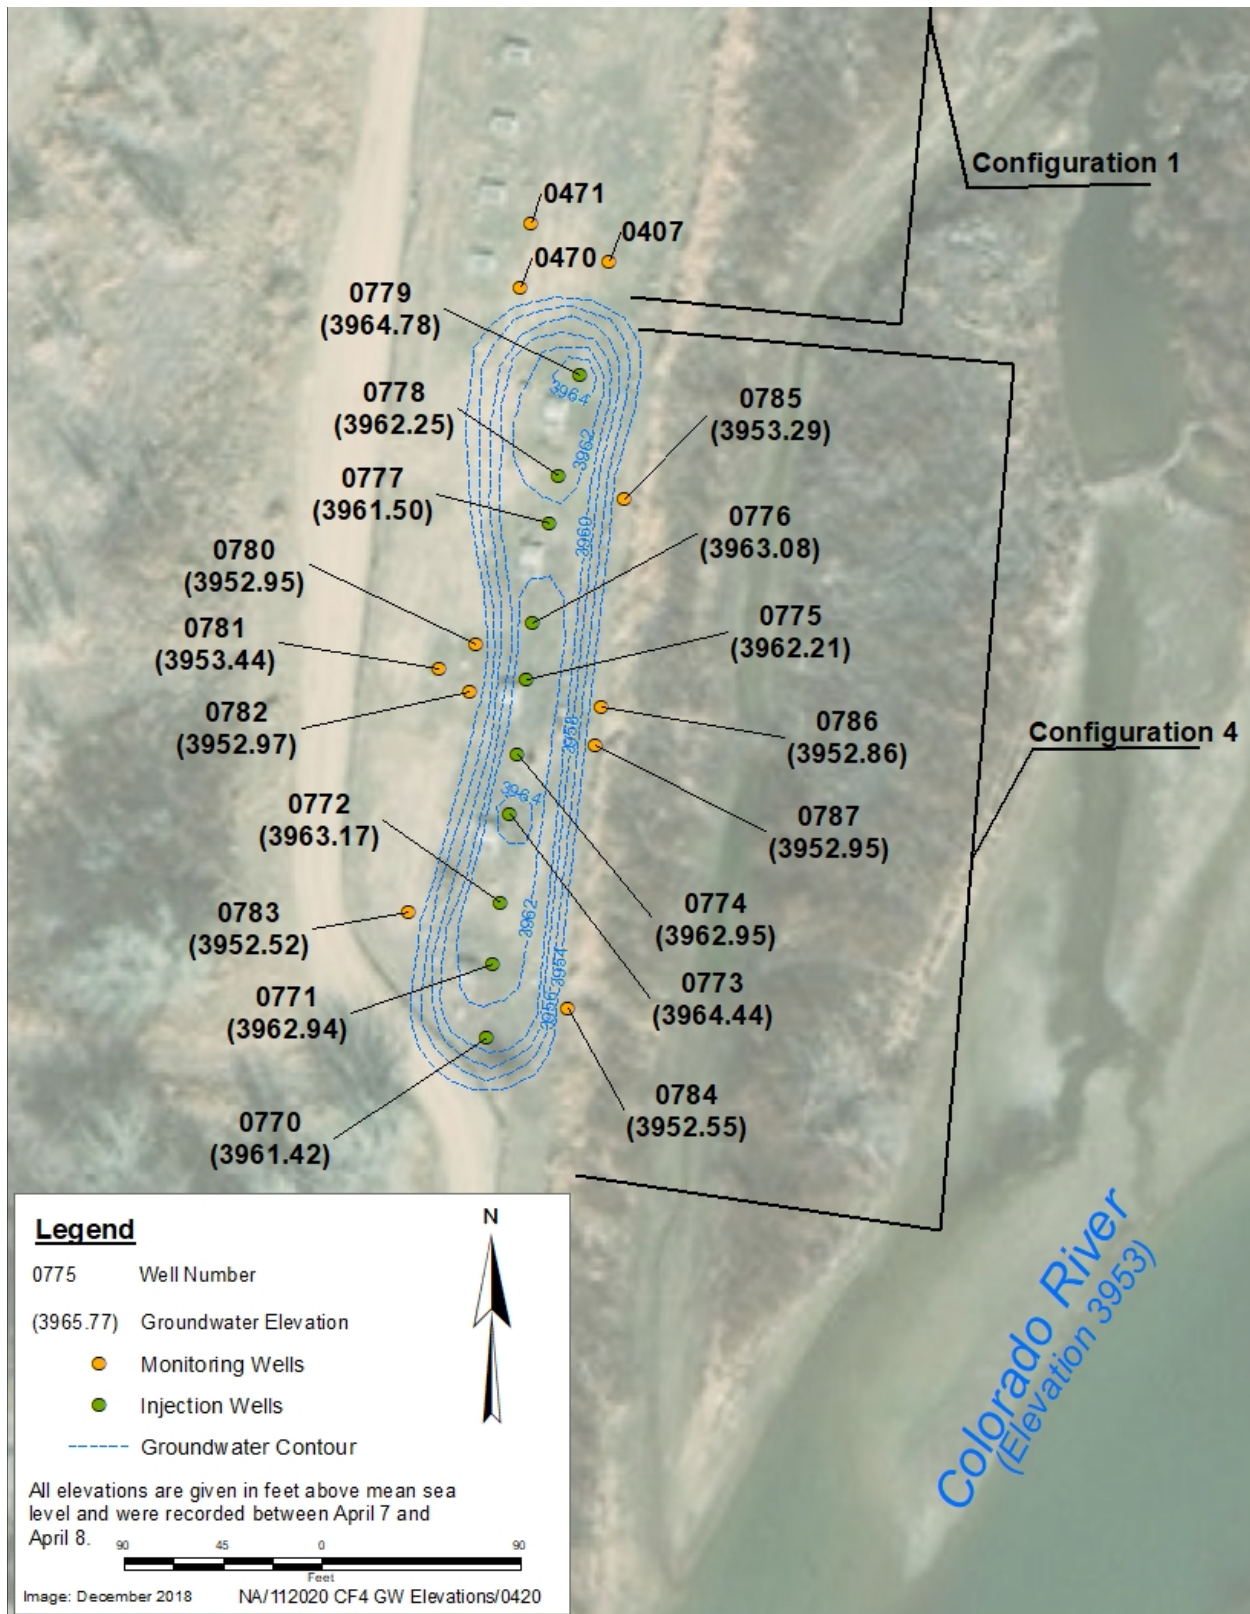 Configuration 1
0471
0407
0470
0779
(3964.78)
3964
0778
(3962.25)
0785
(3953.29)
3962
0777
(3961.50)
0776
(3963.08)
3960
0780
(3952.95)
0775
(3962.21)
0781
(3953.44)
0782
(3952.97)
0786
(3952.86)
3958
Configuration 4
3964
0772
(3963.17)
0787
(3952.95)
0783
(3952.52)
3962
0774
(3962.95)
3954
0771
(3962.94)
3956
0773
(3964.44)
0784
(3952.55)
0770
(3961.42)
Colorado River
(Elevation 3953)
Legend
N
0775 Well Number
(3965.77) Groundwater Elevation
Monitoring Wells
Injection Wells
Groundwater Contour
All elevations are given in feet above mean sea
level and were recorded between April 7 and
April 8.
90 45 0 90
Feet
Image: December 2018 NA/112020 CF4 GW Elevations/0420